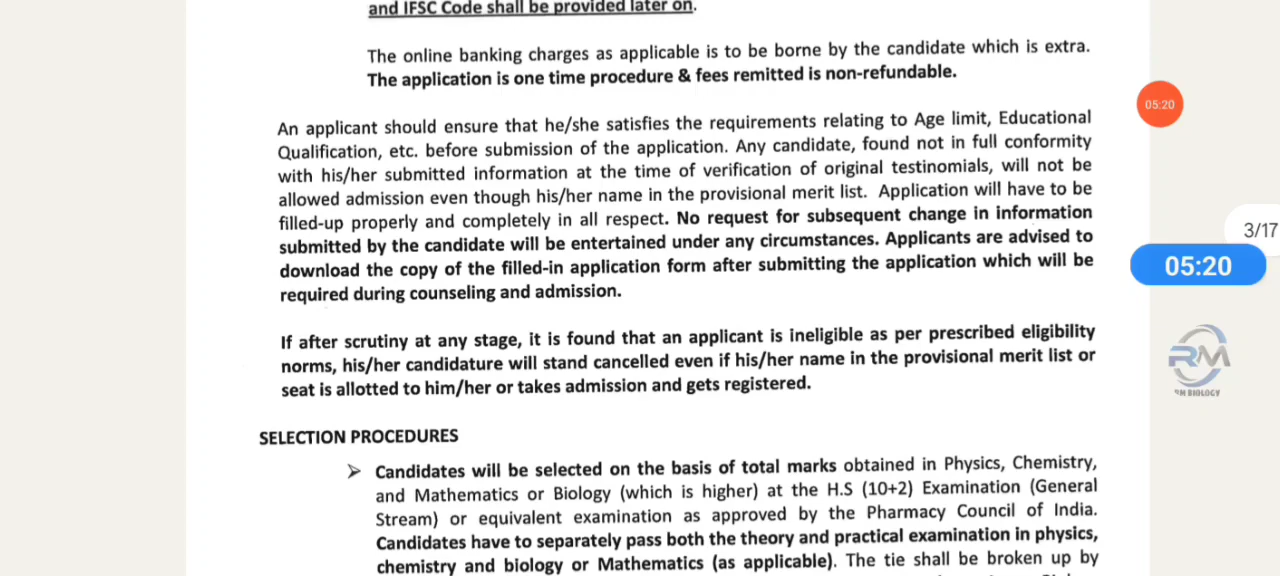 and IFSC Code shall be provided later on.
The online banking charges as applicable is to be borne by the candidate which is extra.
The application is one time procedure & fees remitted is non-refundable.
05:20
An applicant should ensure that he/she satisfies the requirements relating to Age limit, Educational
Qualification, etc. before submission of the application. Any candidate, found not in full conformity
with his/her submitted information at the time of verification of original testinomials, will not be
allowed admission even though his/her name in the provisional merit list. Application will have to be
filled-up properly and completely in all respect. No request for subsequent change in information
submitted by the candidate will be entertained under any circumstances. Applicants are advised to
download the copy of the filled-in application form after submitting the application which will be
required during counseling and admission.
3/17
05:20
If after scrutiny at any stage, it is found that an applicant is ineligible as per prescribed eligibility
norms, his/her candidature will stand cancelled even if his/her name in the provisional merit list or
seat is allotted to him/her or takes admission and gets registered.
RM
RM BIOLOGY
SELECTION PROCEDURES
➢ Candidates will be selected on the basis of total marks obtained in Physics, Chemistry,
and Mathematics or Biology (which is higher) at the H.S (10+2) Examination (General
Stream) or equivalent examination as approved by the Pharmacy Council of India.
Candidates have to separately pass both the theory and practical examination in physics,
chemistry and biology or Mathematics (as applicable). The tie shall be broken up by